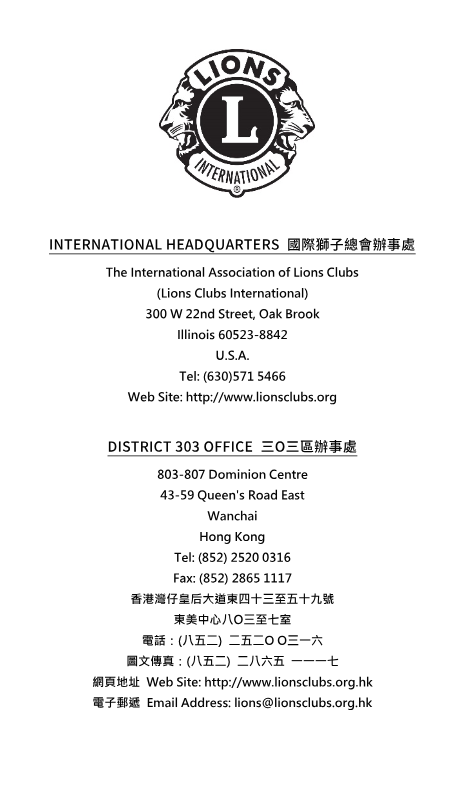 LIONS
L
INTERNATIONAL
®
INTERNATIONAL HEADQUARTERS 國際獅子總會辦事處
The International Association of Lions Clubs
(Lions Clubs International)
300 W 22nd Street, Oak Brook
Illinois 60523-8842
U.S.A.
Tel: (630)571 5466
Web Site: http://www.lionsclubs.org
DISTRICT 303 OFFICE 三O三區辦事處
803-807 Dominion Centre
43-59 Queen's Road East
Wanchai
Hong Kong
Tel: (852) 2520 0316
Fax: (852) 2865 1117
香港灣仔皇后大道東四十三至五十九號
東美中心八O三至七室
電話：(八五二) 二五二O O三一六
圖文傳真：(八五二) 二八六五 一一一七
網頁地址 Web Site: http://www.lionsclubs.org.hk
電子郵遞 Email Address: lions@lionsclubs.org.hk